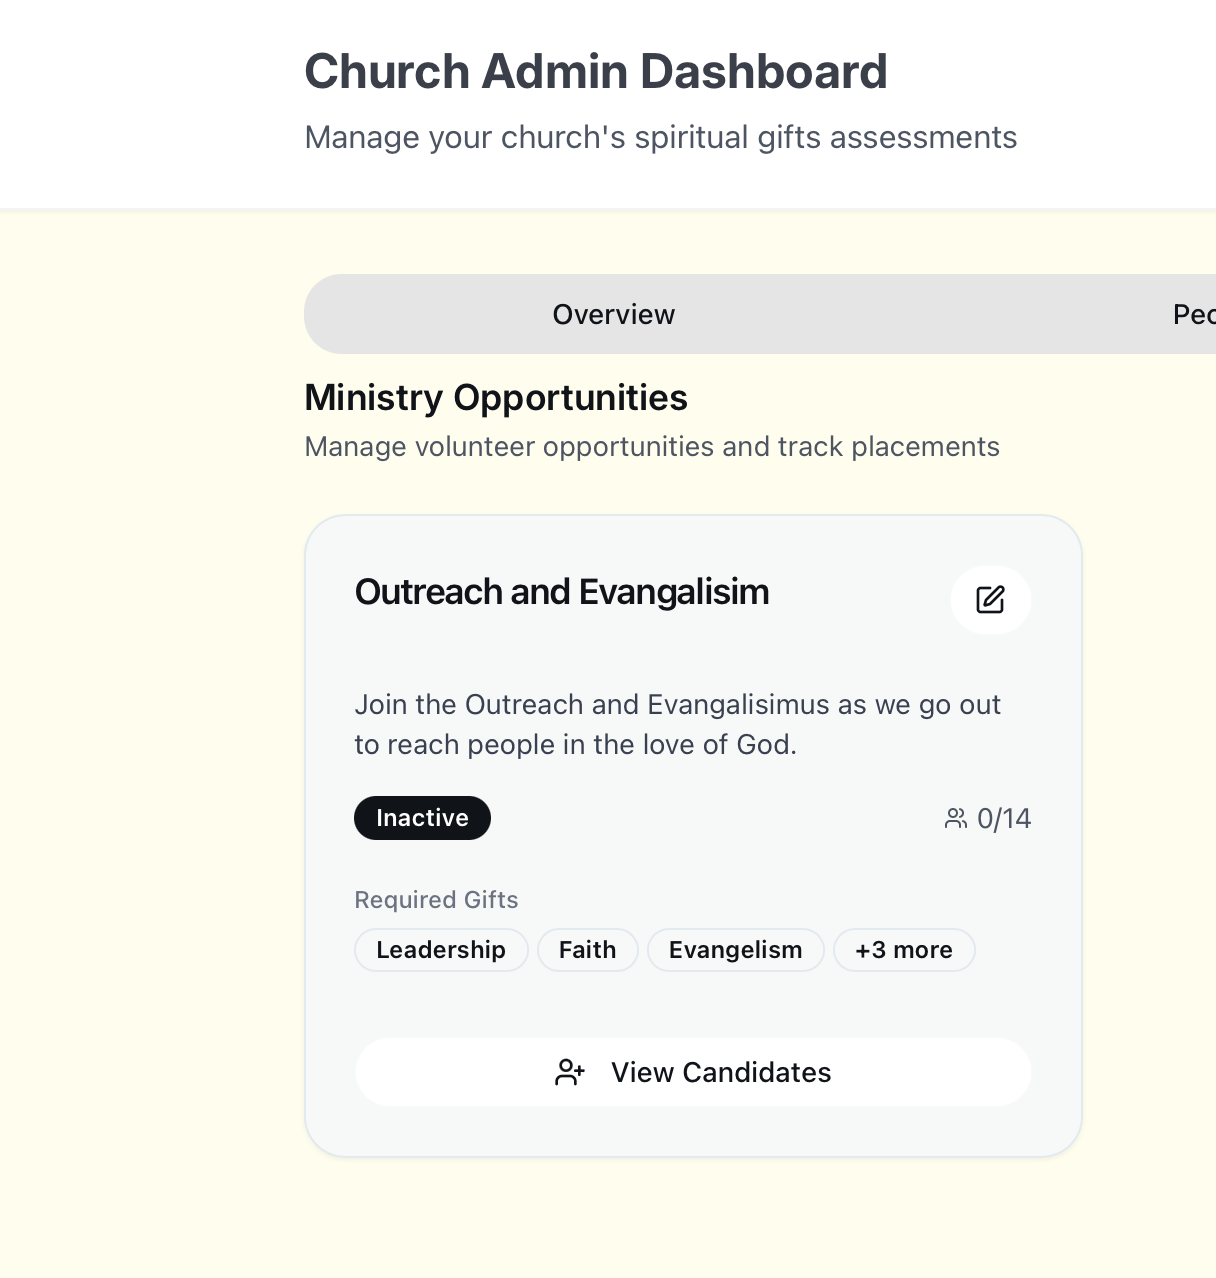 Church Admin Dashboard
Manage your church's spiritual gifts assessments
Overview
Ministry Opportunities
Manage volunteer opportunities and track placements
Outreach and Evangalisim
Join the Outreach and Evangalisimus as we go out
to reach people in the love of God.
Inactive 0/14
Required Gifts
Leadership Faith Evangelism +3 more
View Candidates